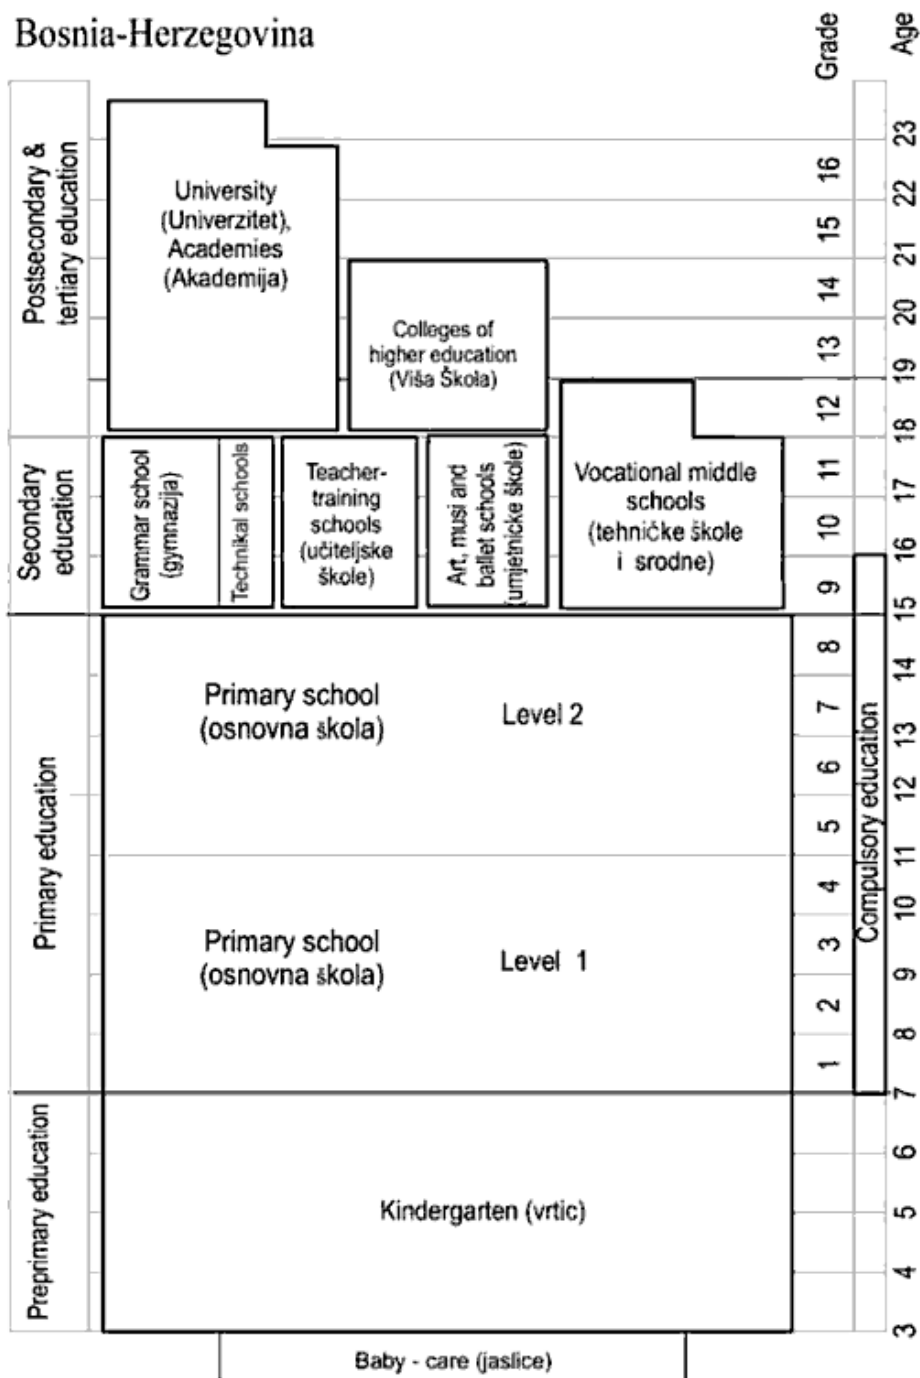 Bosnia-Herzegovina
Grade
Age
Postsecondary &
tertiary education
University
(Univerzitet),
Academies
(Akademija)
Colleges of
higher education
(Viša Škola)
Secondary
education
Grammar school
(gymnazija)
Technikal schools
Teacher-
training
schools
(učiteljske
škole)
Art, musi and
ballet schools
(umjetnicke škole)
Vocational middle
schools
(tehničke škole
i srodne)
Primary education
Primary school
(osnovna škola)
Level 2
Primary school
(osnovna škola)
Level 1
Preprimary education
Kindergarten (vrtic)
Baby - care (jaslice)
16
15
14
13
12
11
10
9
8
7
6
5
4
3
2
1
Compulsory education
23
22
21
20
19
18
17
16
15
14
13
12
11
10
9
8
7
6
5
4
3